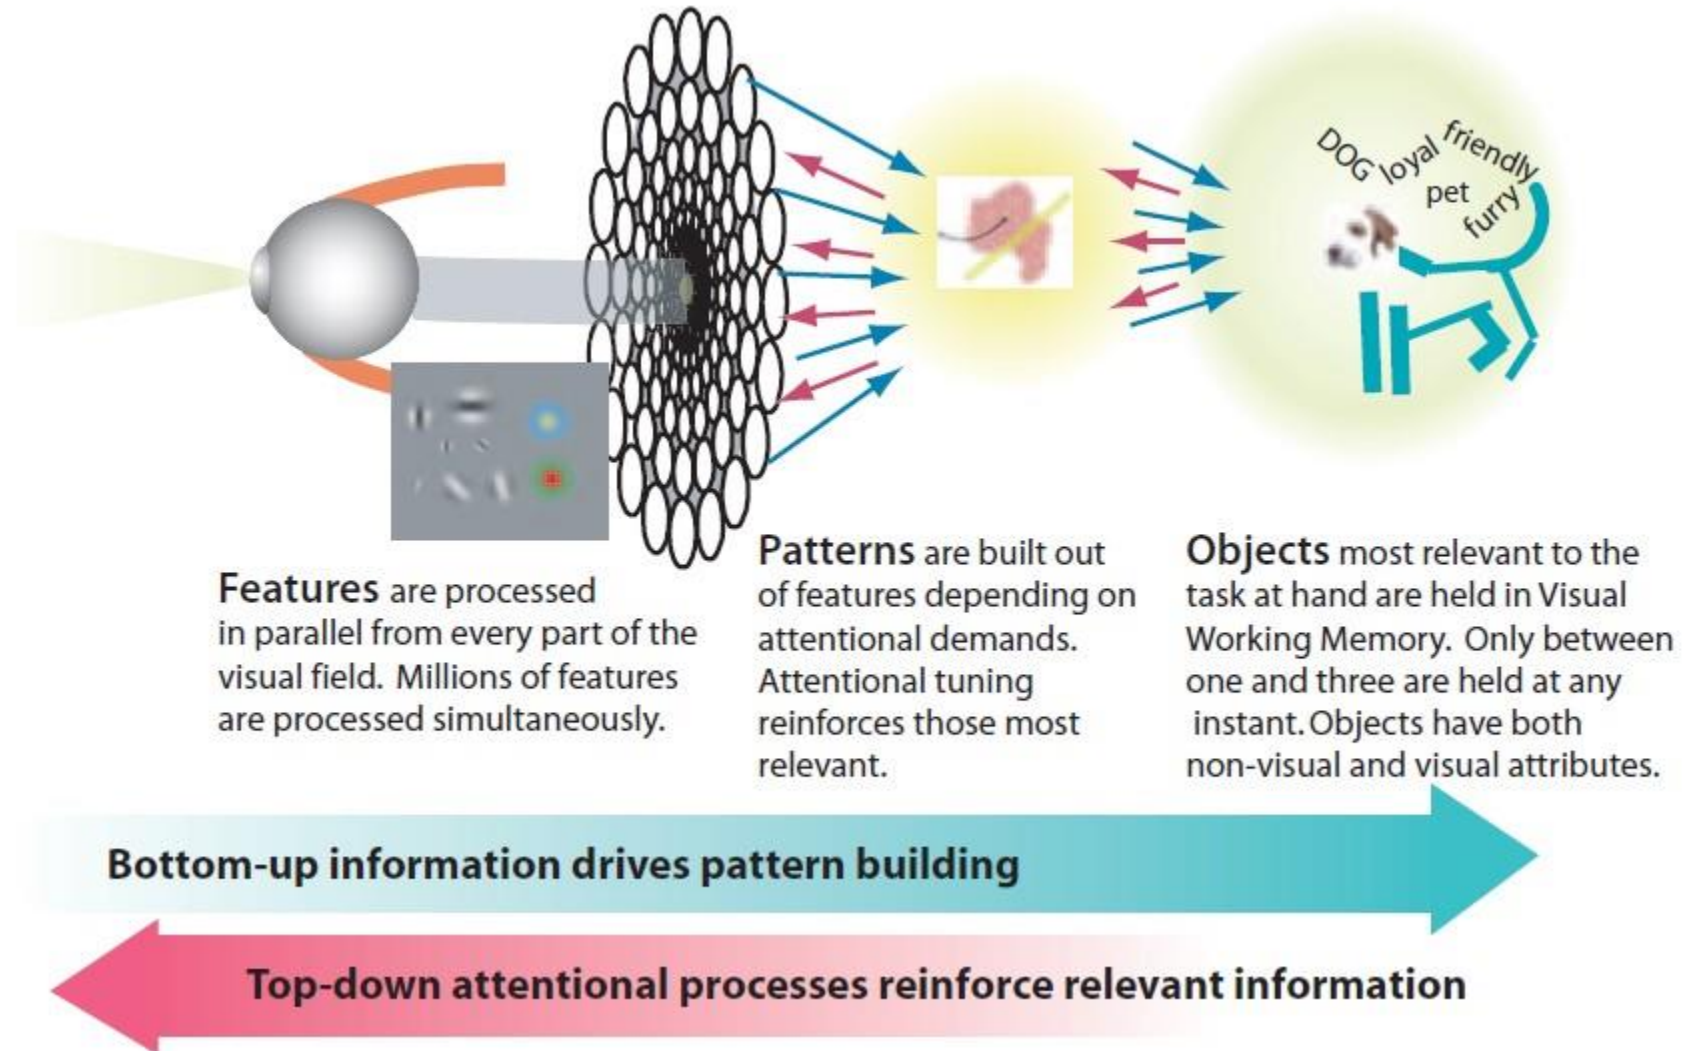 DOG
loyal
friendly
pet
furry
Features are processed
in parallel from every part of the
visual field. Millions of features
are processed simultaneously.
Patterns are built out
of features depending on
attentional demands.
Attentional tuning
reinforces those most
relevant.
Objects most relevant to the
task at hand are held in Visual
Working Memory. Only between
one and three are held at any
instant. Objects have both
non-visual and visual attributes.
Bottom-up information drives pattern building
Top-down attentional processes reinforce relevant information